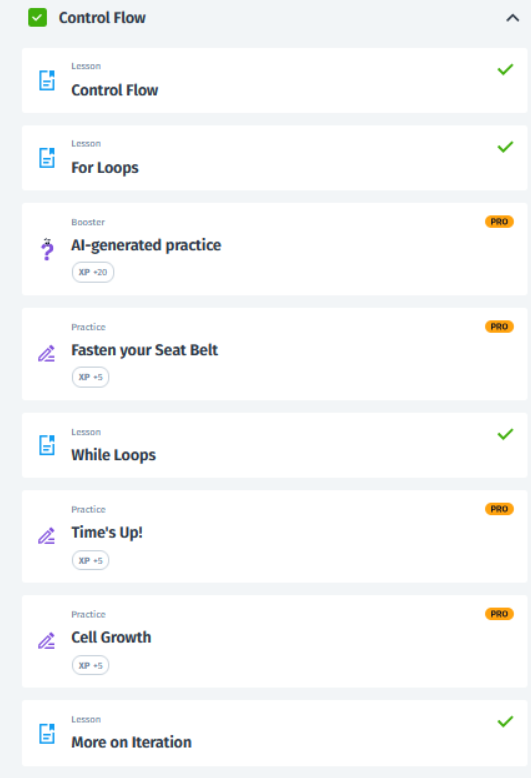 Control Flow
Lesson
Control Flow
Lesson
For Loops
Booster
PRO
AI-generated practice
XP +20
Practice
PRO
Fasten your Seat Belt
XP +5
Lesson
While Loops
Practice
PRO
Time's Up!
XP +5
Practice
PRO
Cell Growth
XP +5
Lesson
More on Iteration